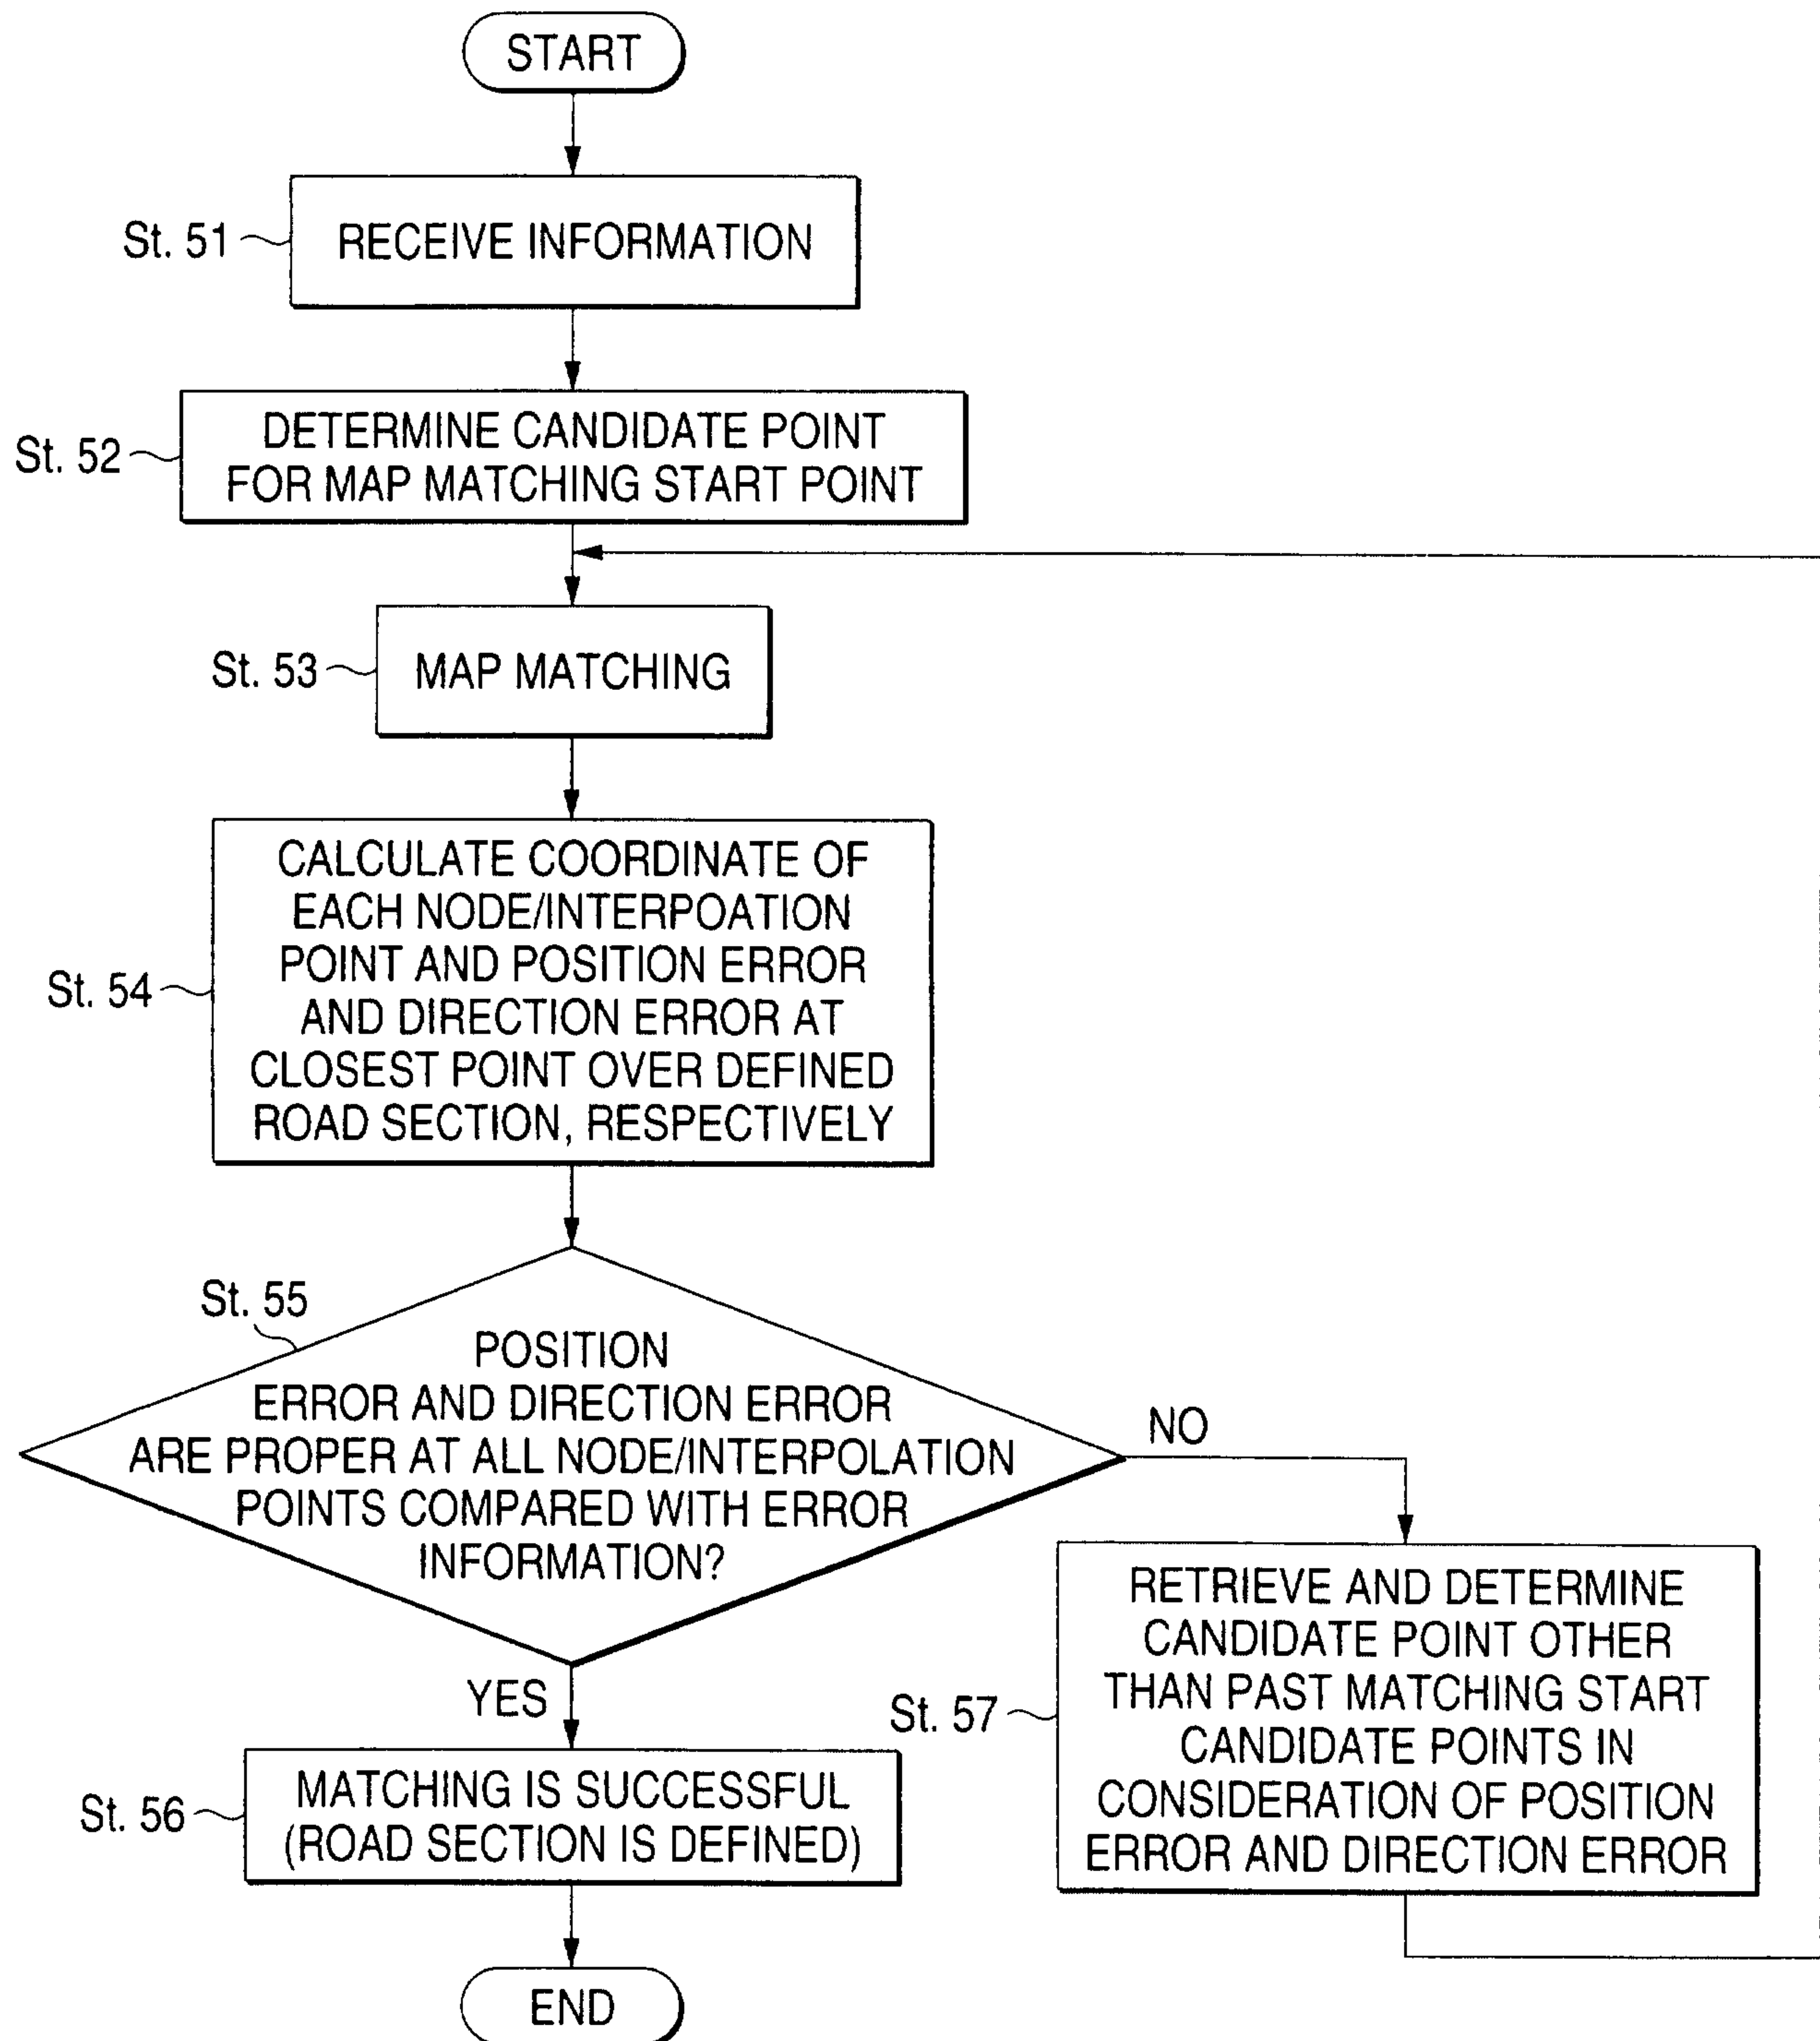 START
St. 51
RECEIVE INFORMATION
St. 52
DETERMINE CANDIDATE POINT
FOR MAP MATCHING START POINT
St. 53
MAP MATCHING
St. 54
CALCULATE COORDINATE OF
EACH NODE/INTERPOATION
POINT AND POSITION ERROR
AND DIRECTION ERROR AT
CLOSEST POINT OVER DEFINED
ROAD SECTION, RESPECTIVELY
St. 55
POSITION
ERROR AND DIRECTION ERROR
ARE PROPER AT ALL NODE/INTERPOLATION
POINTS COMPARED WITH ERROR
INFORMATION?
NO
YES
St. 57
RETRIEVE AND DETERMINE
CANDIDATE POINT OTHER
THAN PAST MATCHING START
CANDIDATE POINTS IN
CONSIDERATION OF POSITION
ERROR AND DIRECTION ERROR
St. 56
MATCHING IS SUCCESSFUL
(ROAD SECTION IS DEFINED)
END